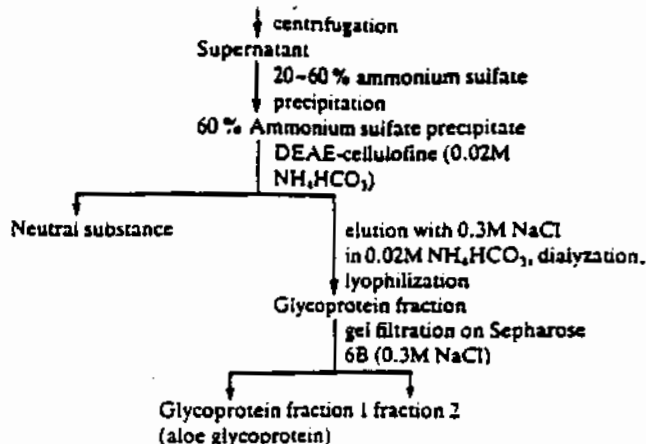 centrifugation
Supernatant
20-60 % ammonium sulfate
precipitation
60 % Ammonium sulfate precipitate
DEAE-cellulofine (0.02M
NH₄HCO₃)
Neutral substance
elution with 0.3M NaCl
in 0.02M NH₄HCO₃, dialyzation,
lyophilization
Glycoprotein fraction
gel filtration on Sepharose
6B (0.3M NaCl)
Glycoprotein fraction 1 fraction 2
(aloe glycoprotein)